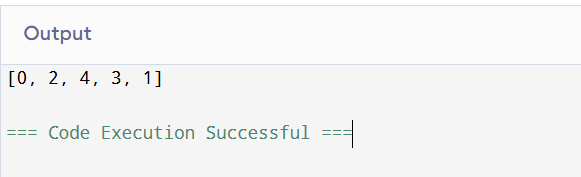 Output
[0, 2, 4, 3, 1]
=== Code Execution Successful ===